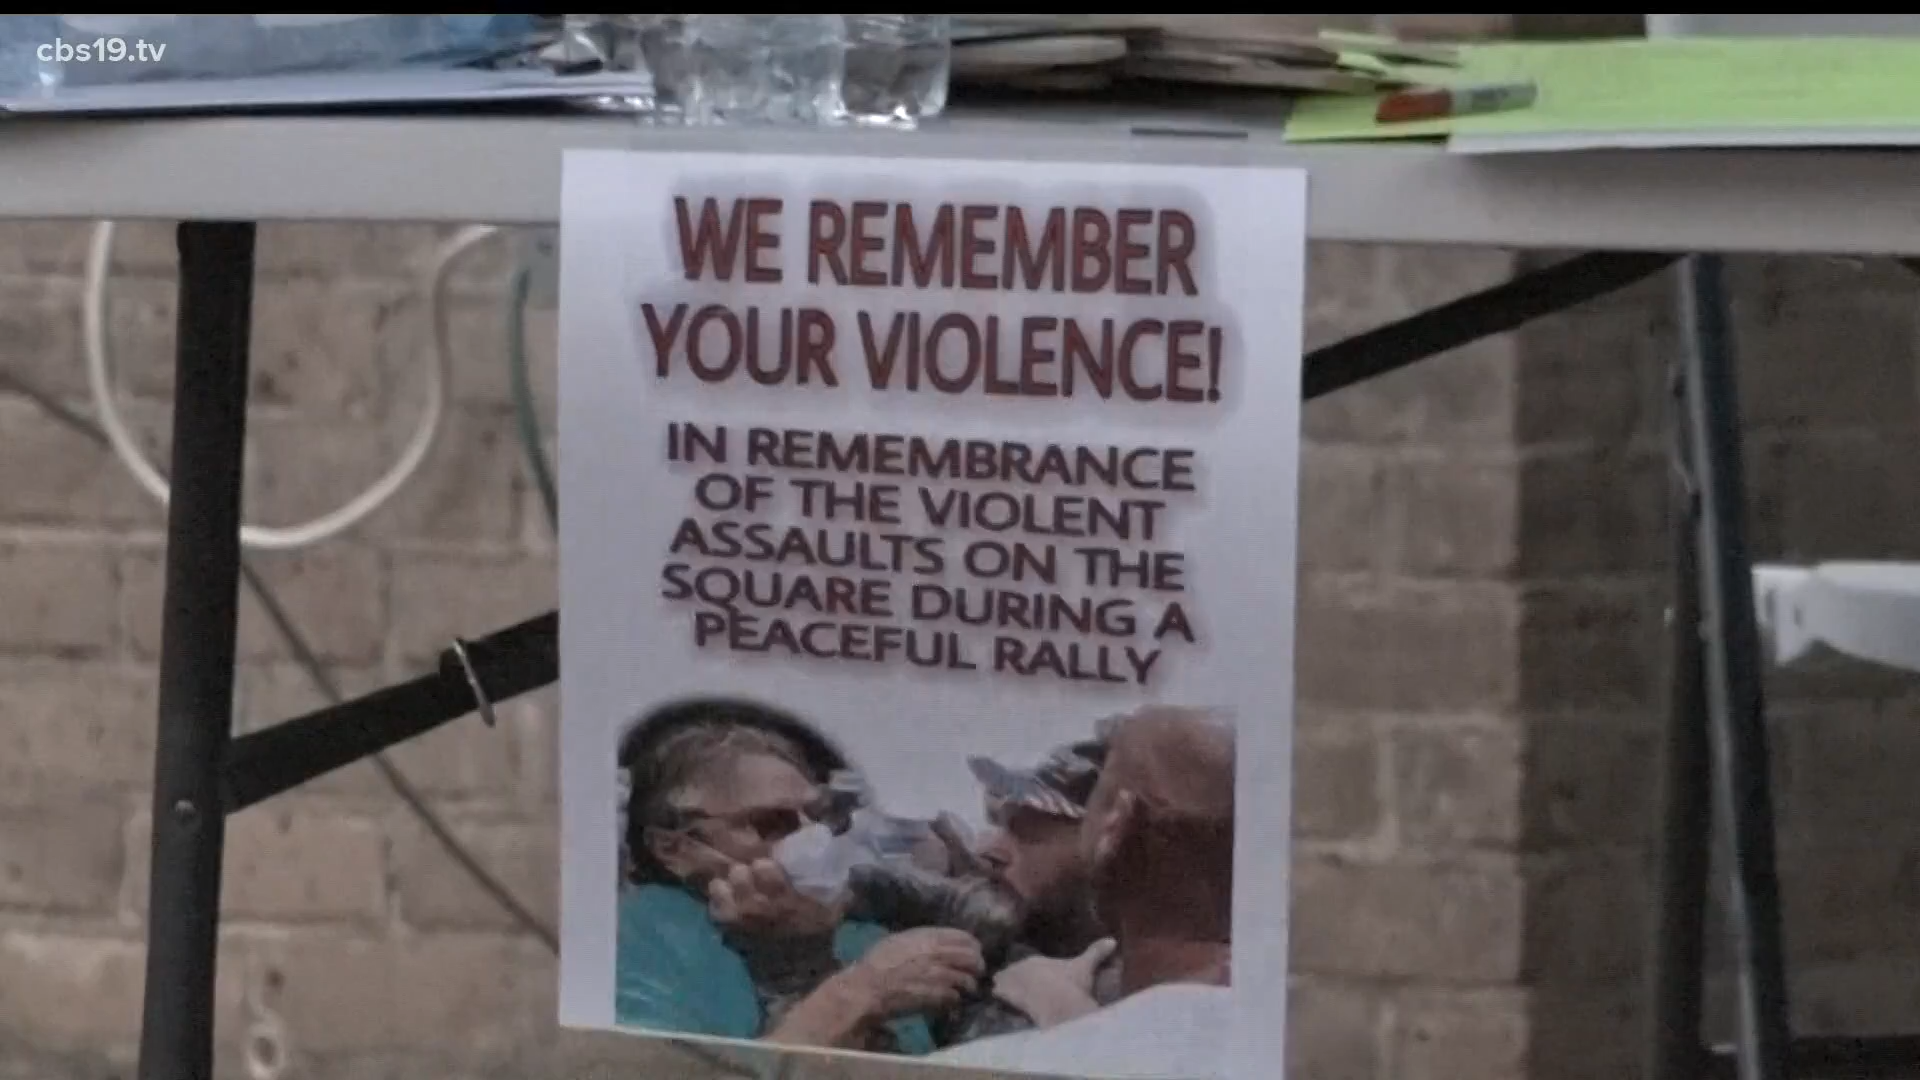 cbs19.tv
WE REMEMBER
YOUR VIOLENCE!
IN REMEMBRANCE
OF THE VIOLENT
ASSAULTS ON THE
SQUARE DURING A
PEACEFUL RALLY